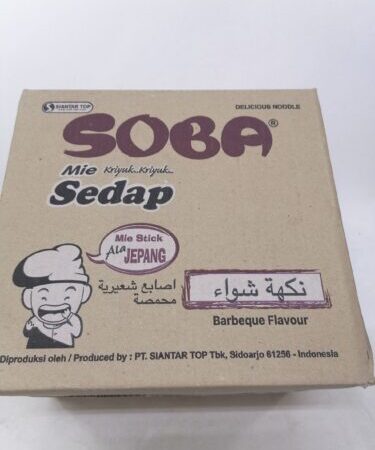 SIANTAR TOP
DELICIOUS NOODLE
SOBA®
Mie Kriyuk..Kriyuk..
Sedap
Mie Stick
Ala JEPANG
اصابع شعيرية
محمصة
نكهة شواء
Barbeque Flavour
Diproduksi oleh / Produced by : PT. SIANTAR TOP Tbk, Sidoarjo 61256 - Indonesia